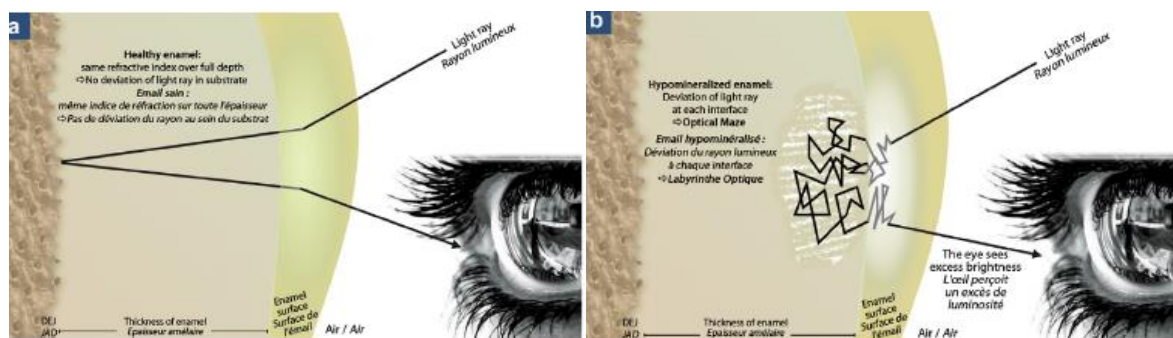 a
Healthy enamel:
same refractive index over full depth
⇨No deviation of light ray in substrate
Email sain :
même indice de réfraction sur toute l'épaisseur
⇨Pas de déviation du rayon au sein du substrat
Light ray
Rayon lumineux
DEJ
JAD
Thickness of enamel
Epaisseur amélaire
Enamel
surface
Surface de
l'émail
Air / Air
b
Hypomineralized enamel:
Deviation of light ray
at each interface
⇨Optical Maze
Email hypominéralisé :
Déviation du rayon lumineux
à chaque interface
⇨Labyrinthe Optique
Light ray
Rayon lumineux
The eye sees
excess brightness
L'œil perçoit
un excès de
luminosité
DEJ
JAD
Thickness of enamel
Epaisseur amélaire
Enamel
surface
Surface de
l'émail
Air / Air